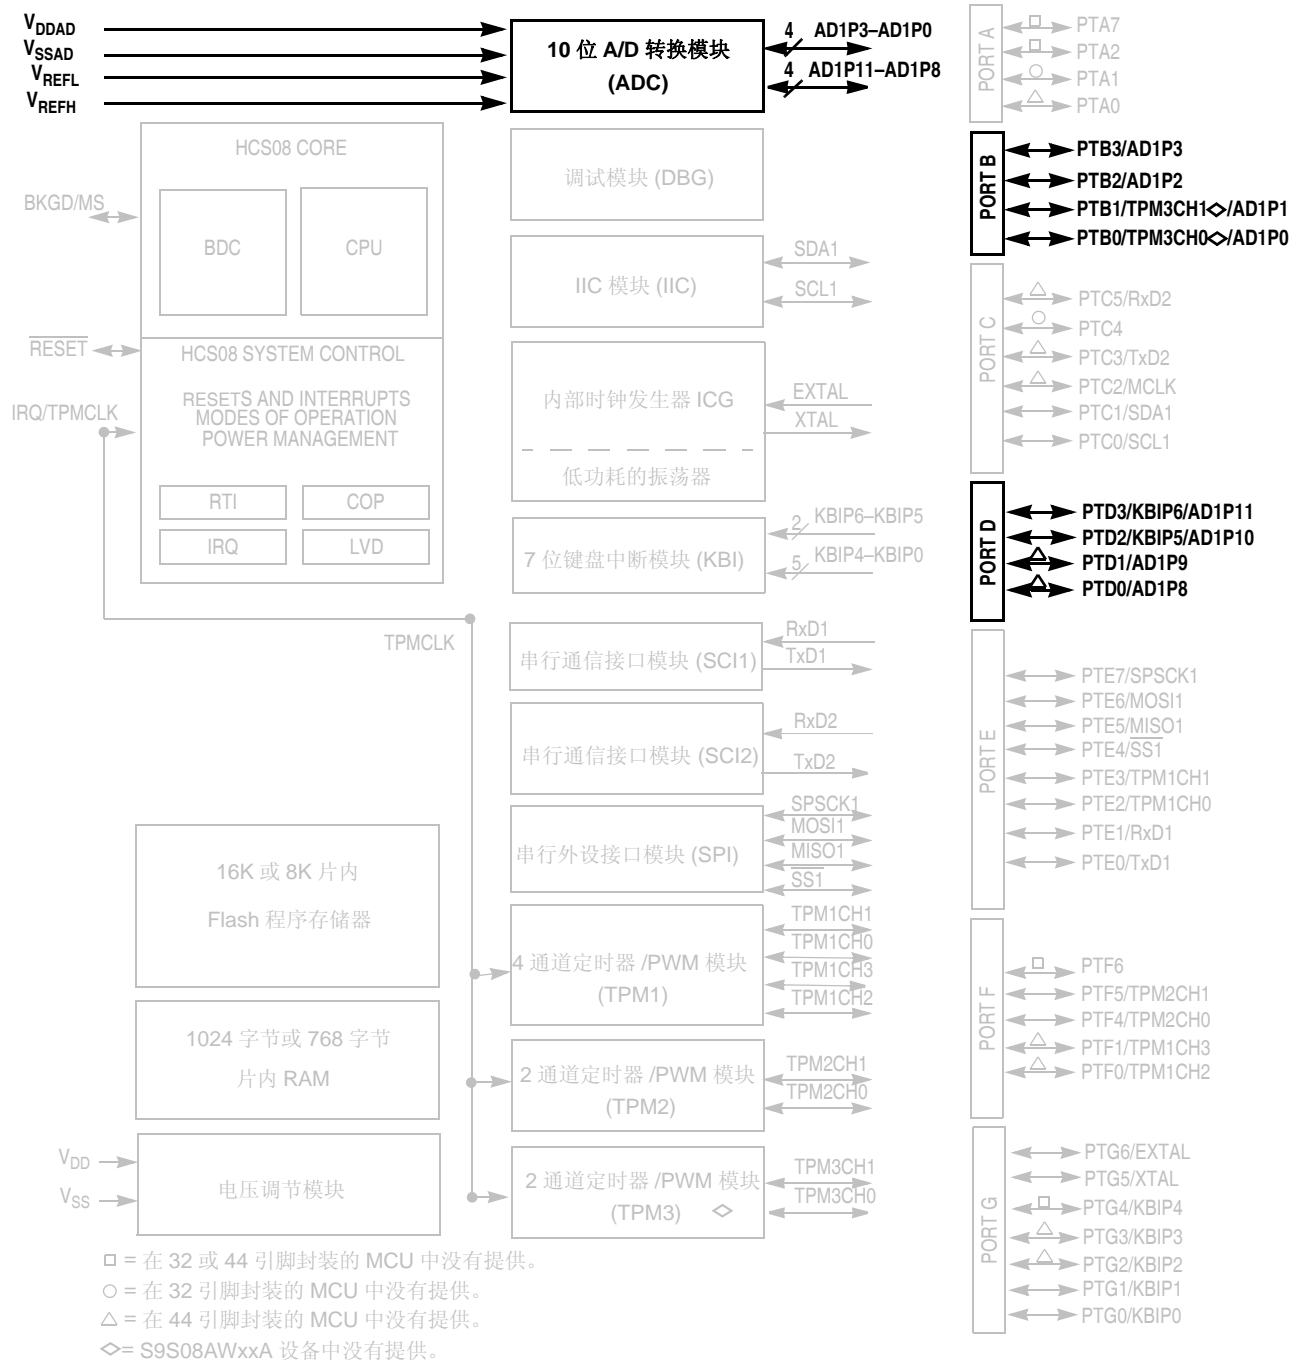 VDDAD
VSSAD
VREFL
VREFH
10 位 A/D 转换模块
(ADC)
4 AD1P3–AD1P0
4 AD1P11–AD1P8
HCS08 CORE
BDC
CPU
BKGD/MS
RESET
IRQ/TPMCLK
HCS08 SYSTEM CONTROL
RESETS AND INTERRUPTS
MODES OF OPERATION
POWER MANAGEMENT
RTI
COP
IRQ
LVD
TPMCLK
16K 或 8K 片内
Flash 程序存储器
1024 字节或 768 字节
片内 RAM
VDD
VSS
电压调节模块
调试模块 (DBG)
IIC 模块 (IIC)
SDA1
SCL1
内部时钟发生器 ICG
低功耗的振荡器
EXTAL
XTAL
7 位键盘中断模块 (KBI)
2 KBIP6–KBIP5
5 KBIP4–KBIP0
串行通信接口模块 (SCI1)
RxD1
TxD1
串行通信接口模块 (SCI2)
RxD2
TxD2
串行外设接口模块 (SPI)
SPSCK1
MOSI1
MISO1
SS1
4 通道定时器 /PWM 模块
(TPM1)
TPM1CH1
TPM1CH0
TPM1CH3
TPM1CH2
2 通道定时器 /PWM 模块
(TPM2)
TPM2CH1
TPM2CH0
2 通道定时器 /PWM 模块
(TPM3)
TPM3CH1
TPM3CH0
PORT A
PTA7
PTA2
PTA1
PTA0
PORT B
PTB3/AD1P3
PTB2/AD1P2
PTB1/TPM3CH1◇/AD1P1
PTB0/TPM3CH0◇/AD1P0
PORT C
PTC5/RxD2
PTC4
PTC3/TxD2
PTC2/MCLK
PTC1/SDA1
PTC0/SCL1
PORT D
PTD3/KBIP6/AD1P11
PTD2/KBIP5/AD1P10
PTD1/AD1P9
PTD0/AD1P8
PORT E
PTE7/SPSCK1
PTE6/MOSI1
PTE5/MISO1
PTE4/SS1
PTE3/TPM1CH1
PTE2/TPM1CH0
PTE1/RxD1
PTE0/TxD1
PORT F
PTF6
PTF5/TPM2CH1
PTF4/TPM2CH0
PTF1/TPM1CH3
PTF0/TPM1CH2
PORT G
PTG6/EXTAL
PTG5/XTAL
PTG4/KBIP4
PTG3/KBIP3
PTG2/KBIP2
PTG1/KBIP1
PTG0/KBIP0
□ = 在 32 或 44 引脚封装的 MCU 中没有提供。
○ = 在 32 引脚封装的 MCU 中没有提供。
△ = 在 44 引脚封装的 MCU 中没有提供。
◇= S9S08AWxxA 设备中没有提供。